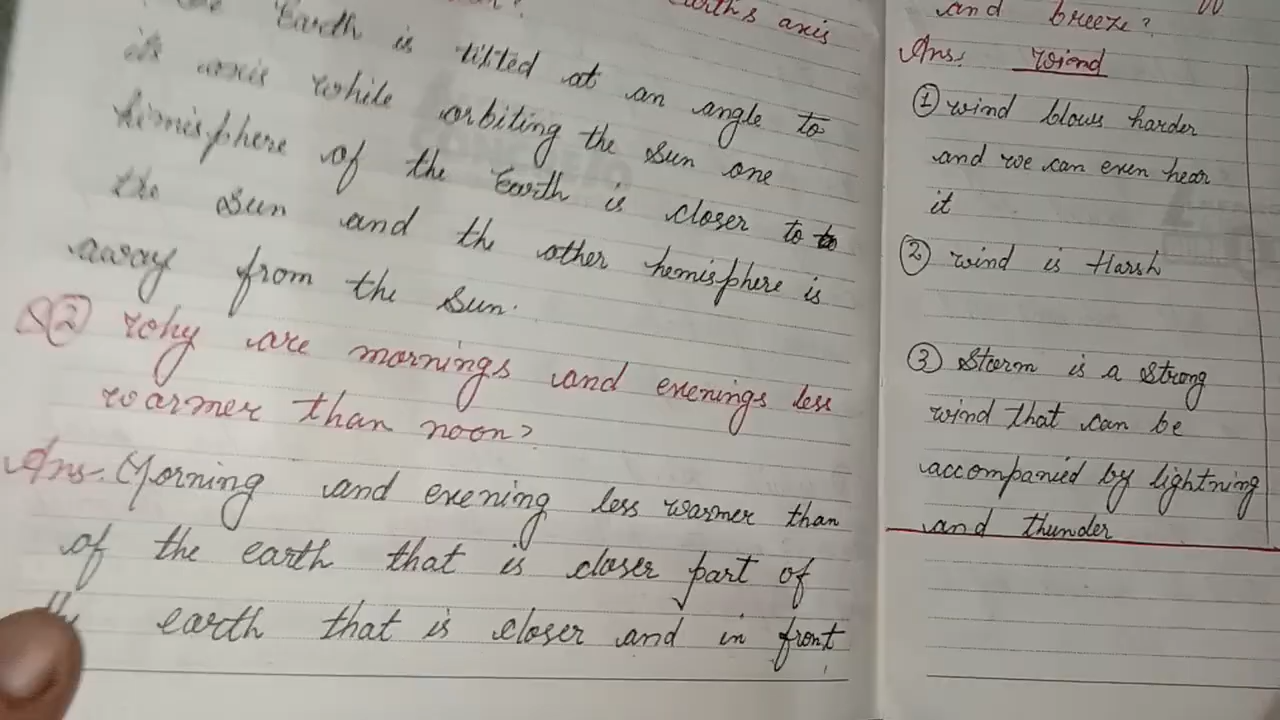 Earth's axis
Earth is tilted at an angle to
its axis while orbiting the Sun one
himisphere of the Earth is closer to to
the Sun and the other hemisphere is
away from the Sun.
Q2 Why are mornings and evenings less
warmer than noon?
Ans. Morning and evening less warmer than
of the earth that is closer part of
earth that is closer and in front
and breeze?
Ans. Wind
1 wind blows harder
and we can even hear
it
2 wind is Harsh
3 Storm is a strong
wind that can be
accompanied by lightning
and thunder